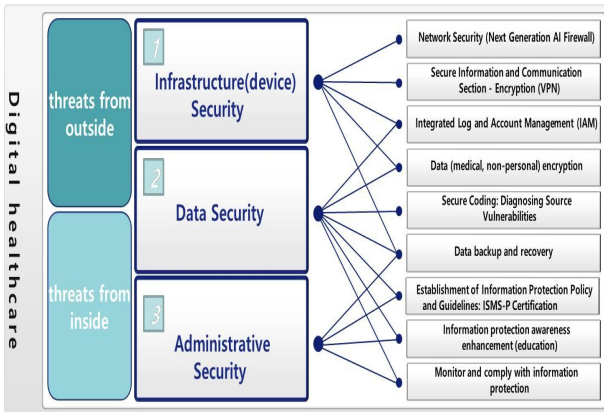 Digital healthcare
threats from
outside
threats from
inside
1
Infrastructure(device)
Security
2
Data Security
3
Administrative
Security
Network Security (Next Generation AI Firewall)
Secure Information and Communication
Section - Encryption (VPN)
Integrated Log and Account Management (IAM)
Data (medical, non-personal) encryption
Secure Coding: Diagnosing Source
Vulnerabilities
Data backup and recovery
Establishment of Information Protection Policy
and Guidelines: ISMS-P Certification
Information protection awareness
enhancement (education)
Monitor and comply with information
protection